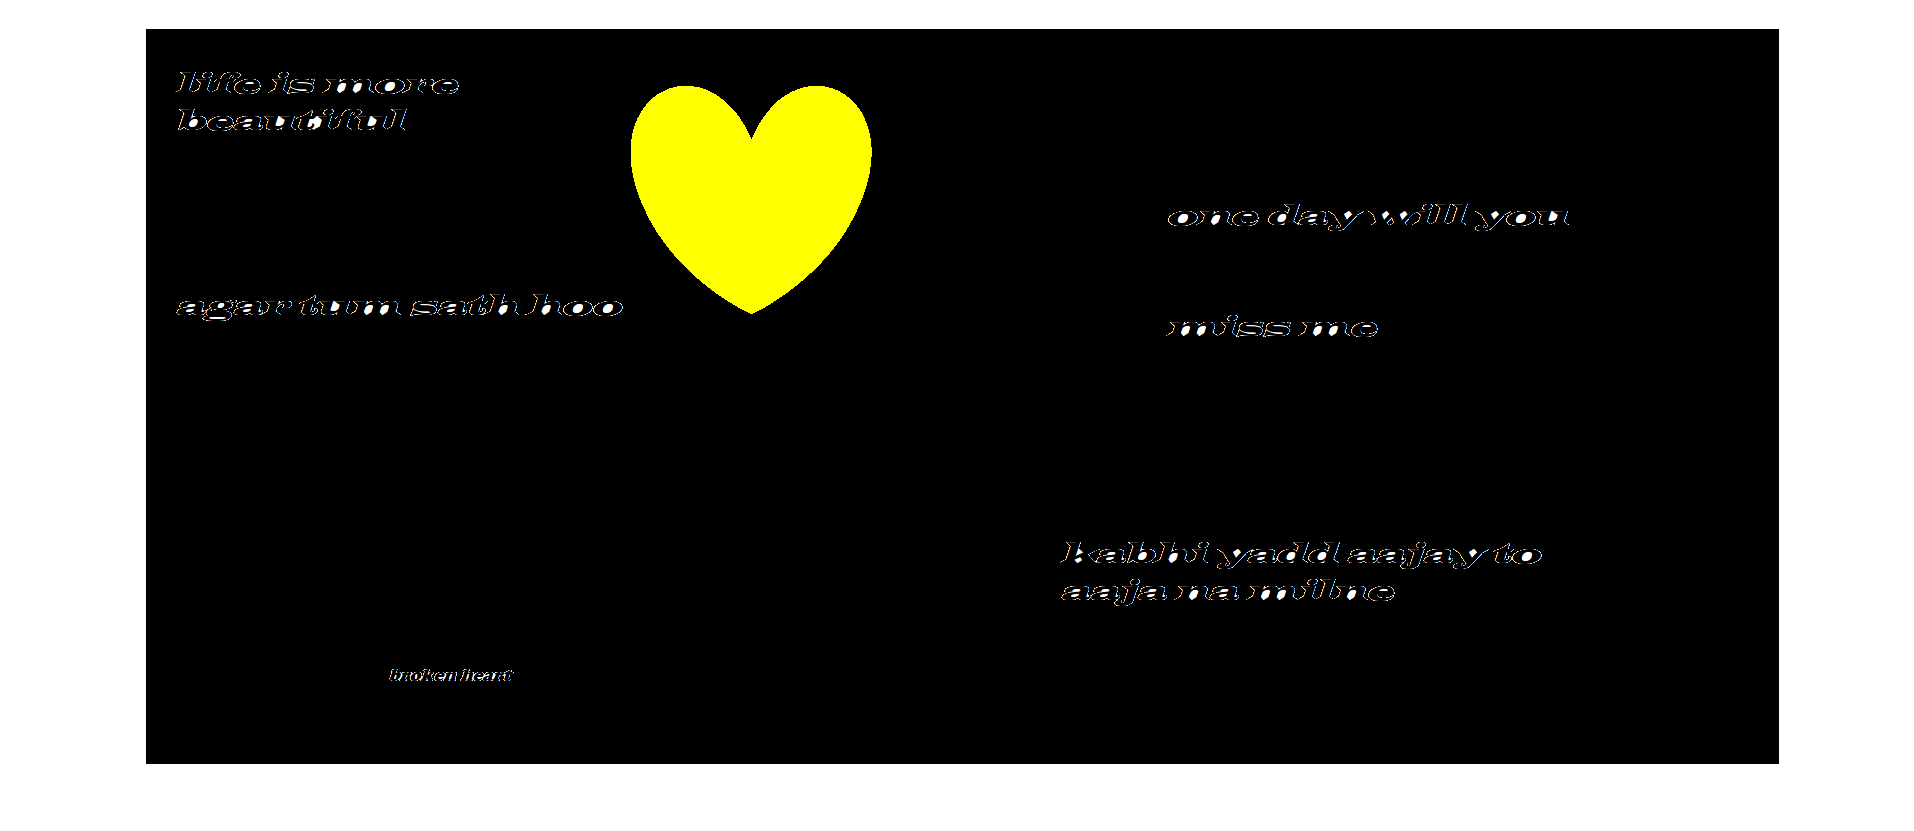 life is more
beautiful
one day will you
agar tum sath hoo
miss me
kabhi yadd aajay to
aaja na milne
broken heart